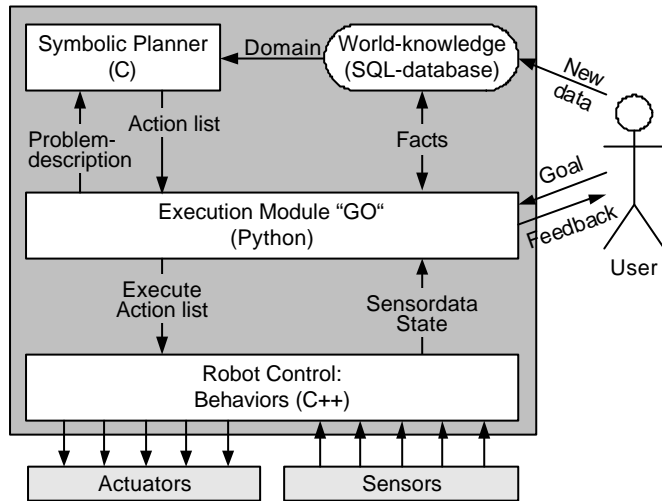 Symbolic Planner
(C)
Domain
World-knowledge
(SQL-database)
New
data
Problem-
description
Action list
Facts
Goal
Feedback
User
Execution Module “GO“
(Python)
Execute
Action list
Sensordata
State
Robot Control:
Behaviors (C++)
Actuators
Sensors